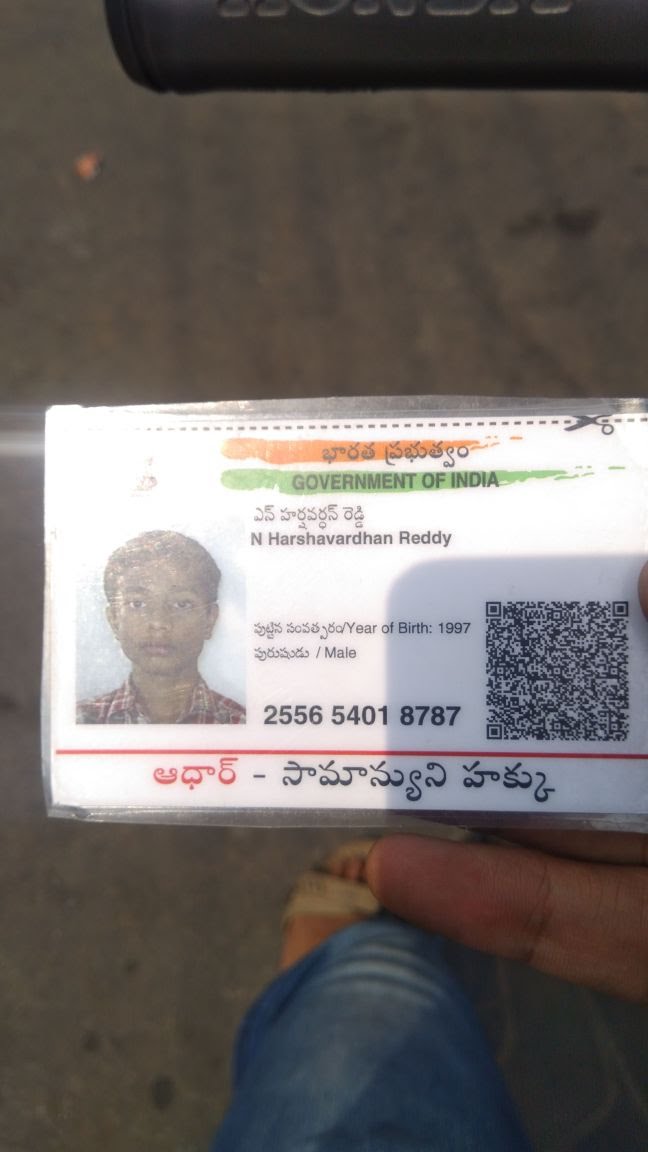 HONDA
భారత ప్రభుత్వం
GOVERNMENT OF INDIA
ఎన్ హర్షవర్ధన్ రెడ్డి
N Harshavardhan Reddy
పుట్టిన సంవత్సరం/Year of Birth: 1997
పురుషుడు / Male
2556 5401 8787
ఆధార్ - సామాన్యుని హక్కు